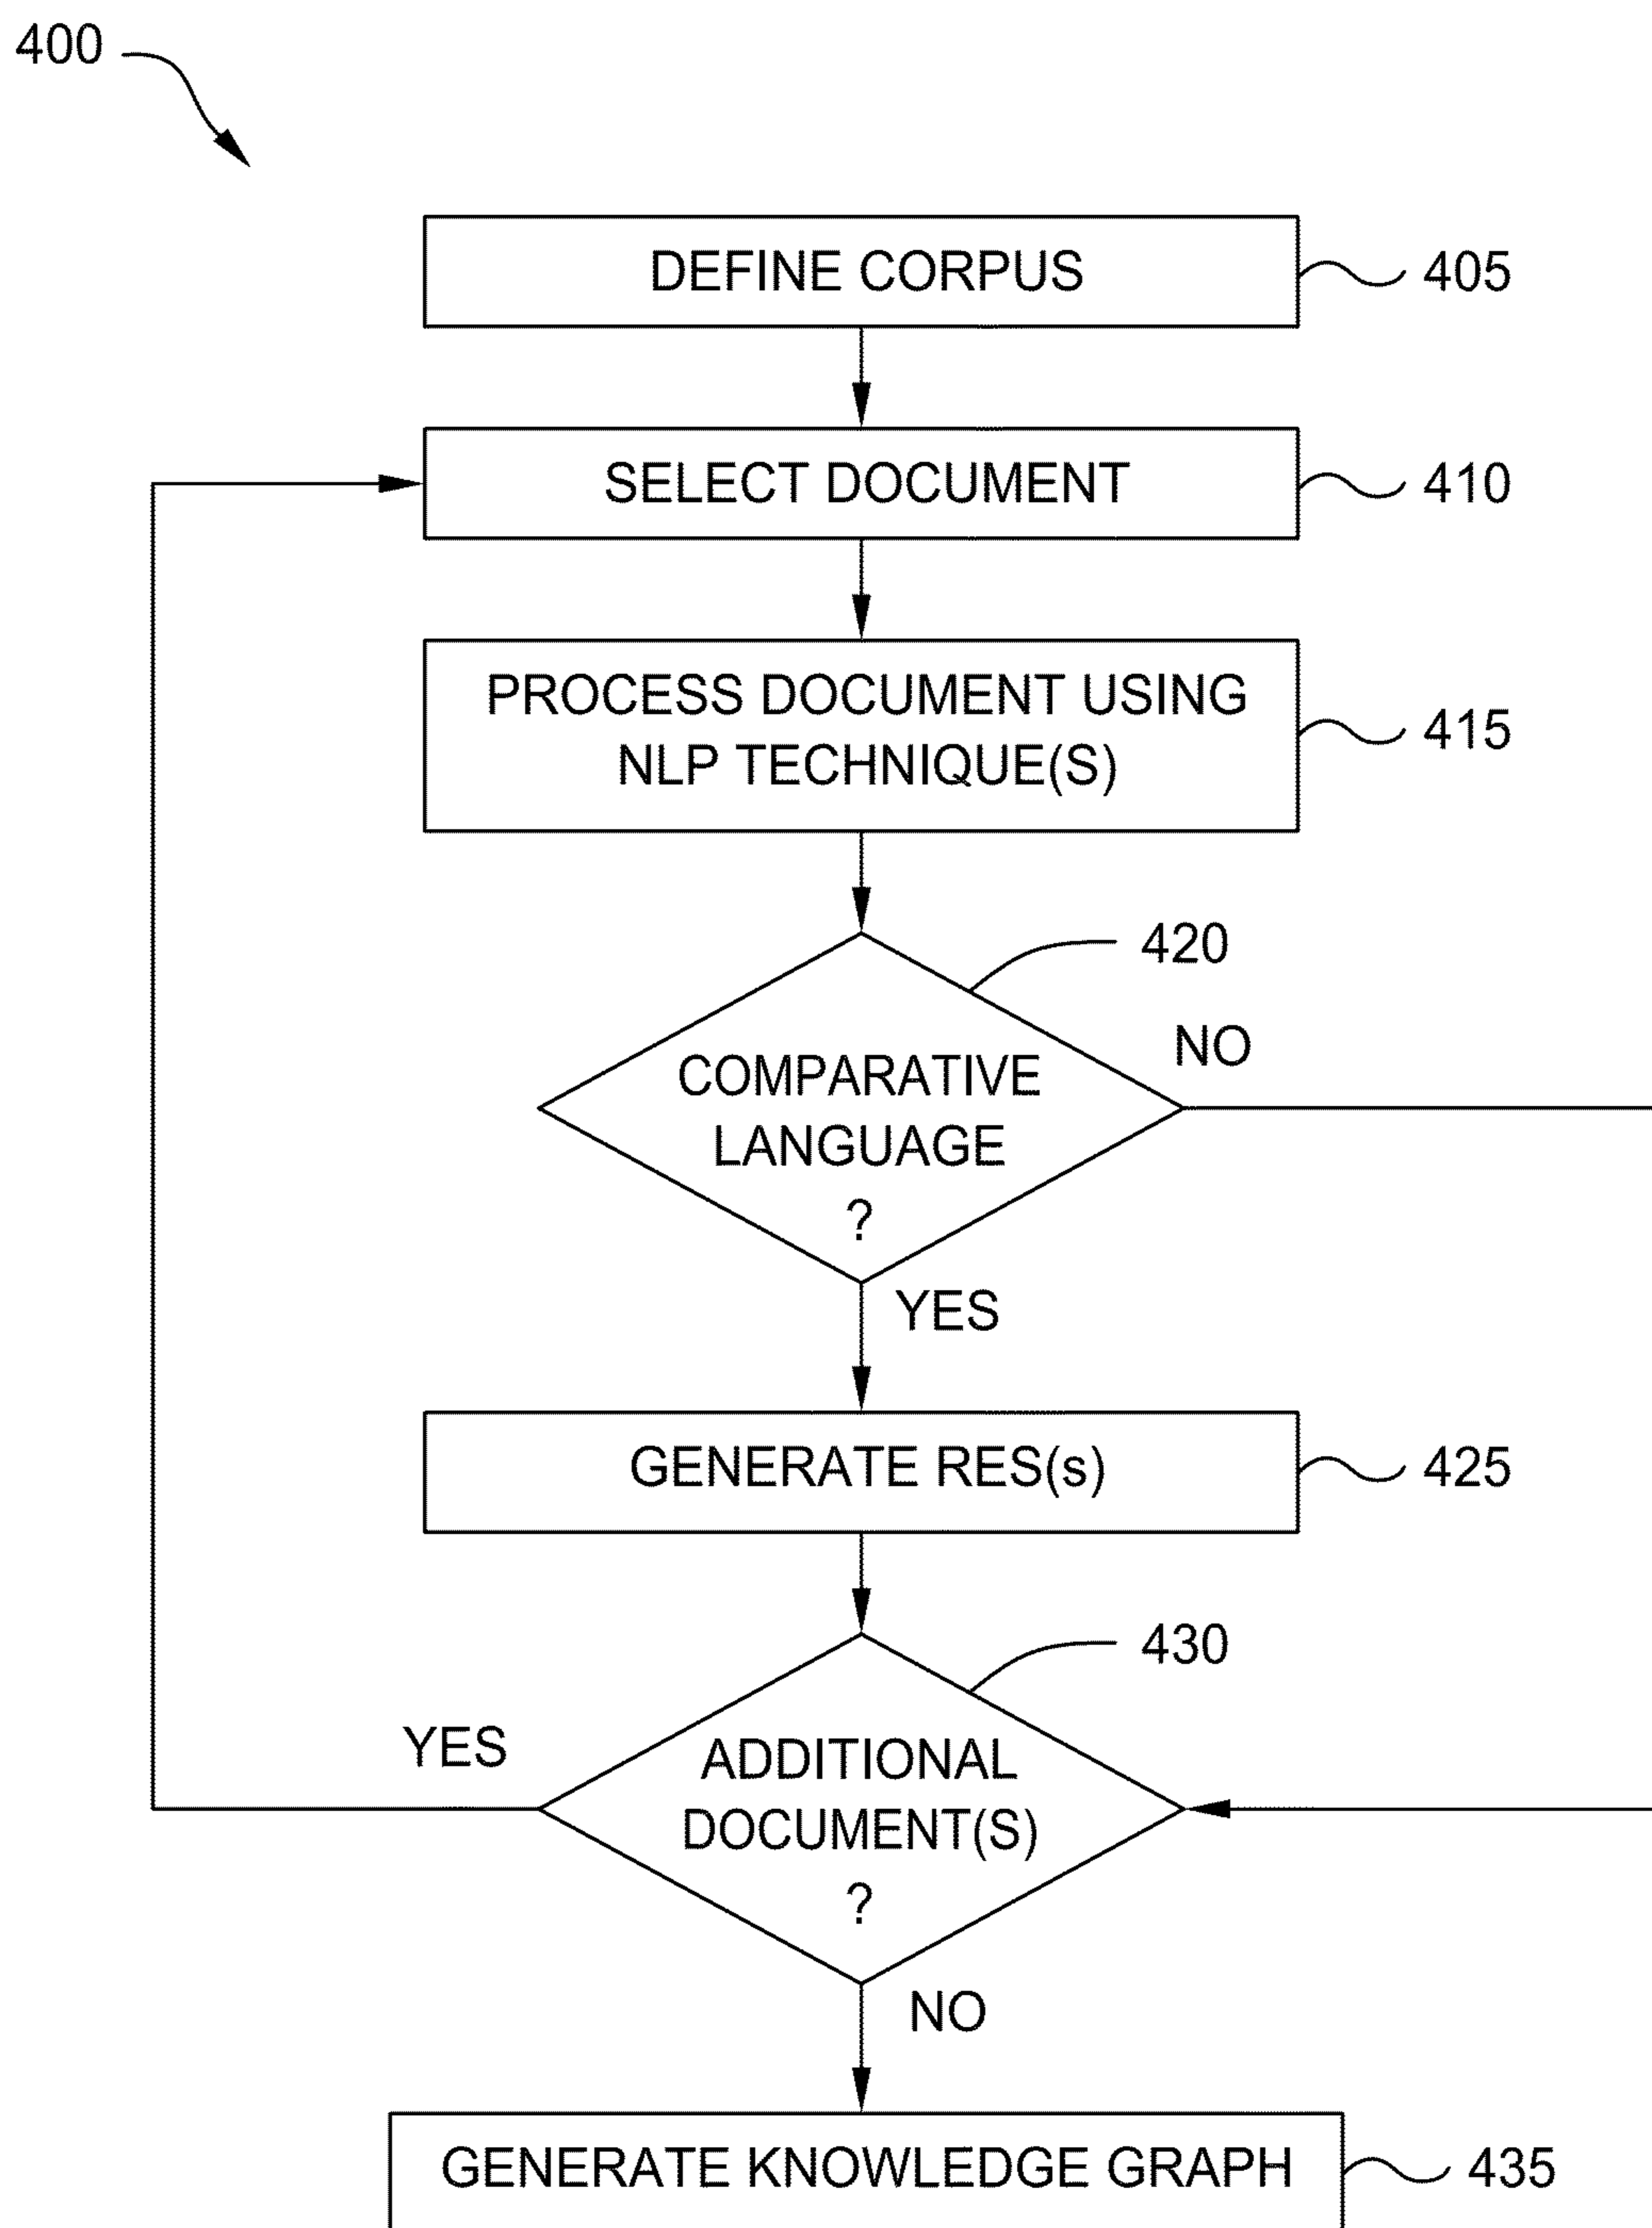 400
DEFINE CORPUS
405
SELECT DOCUMENT
410
PROCESS DOCUMENT USING
NLP TECHNIQUE(S)
415
420
NO
COMPARATIVE
LANGUAGE
?
YES
GENERATE RES(s)
425
430
YES
ADDITIONAL
DOCUMENT(S)
?
NO
GENERATE KNOWLEDGE GRAPH
435